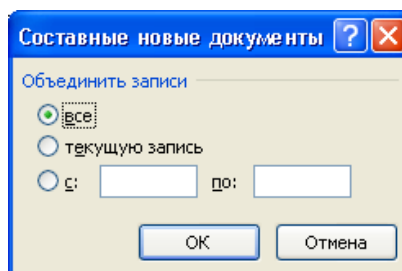 Составные новые документы
Объединить записи
все
текущую запись
с: по:
ОК Отмена